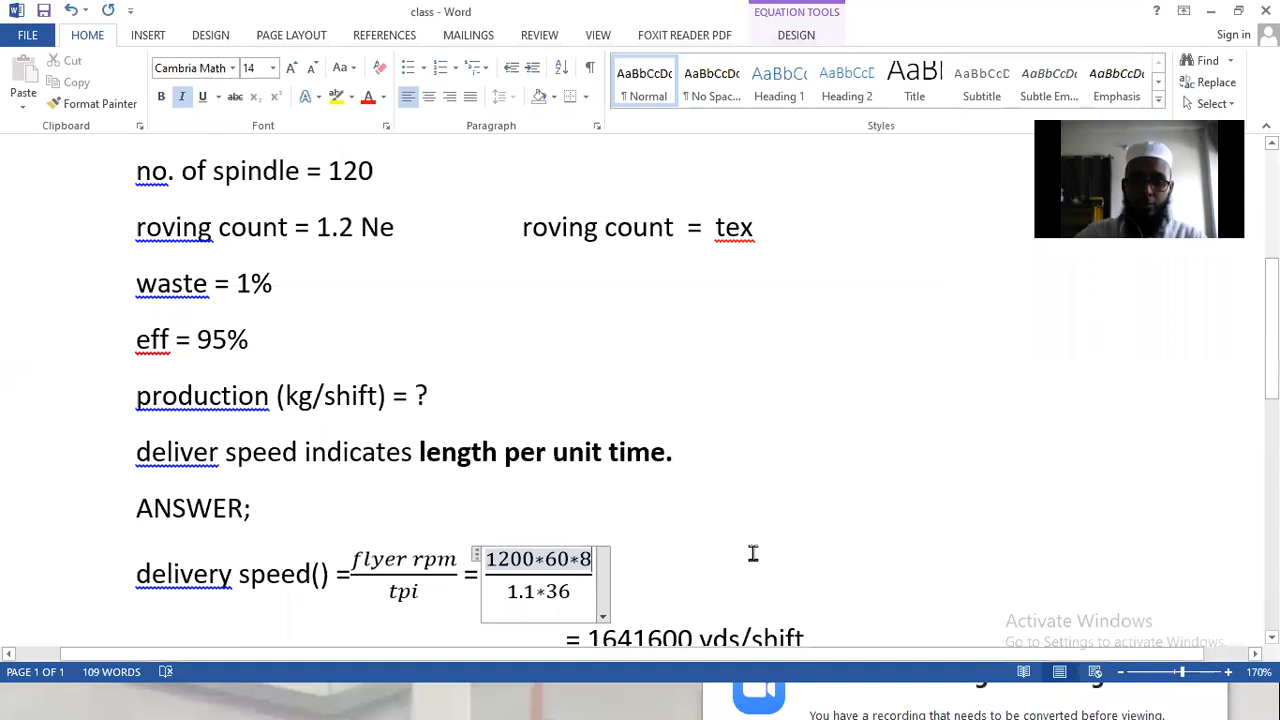 class - Word
EQUATION TOOLS
FILE HOME INSERT DESIGN PAGE LAYOUT REFERENCES MAILINGS REVIEW VIEW FOXIT READER PDF DESIGN
Sign in
Cut
Copy
Format Painter
Paste
Clipboard
Cambria Math 14
Font
Paragraph
AaBbCcDc AaBbCcDc AaBbCc AaBbCcD AaBl AaBbCcD AaBbCcDc AaBbCcDc
¶ Normal ¶ No Spac... Heading 1 Heading 2 Title Subtitle Subtle Em... Emphasis
Styles
Find
Replace
Select
Editing
no. of spindle = 120
roving count = 1.2 Ne roving count = tex
waste = 1%
eff = 95%
production (kg/shift) = ?
deliver speed indicates length per unit time.
ANSWER;
delivery speed() = flyer rpm / tpi = 1200*60*8 / 1.1*36
= 1641600 yds/shift
Activate Windows
Go to Settings to activate Windows.
PAGE 1 OF 1 109 WORDS 170%
You have a recording that needs to be converted before viewing.